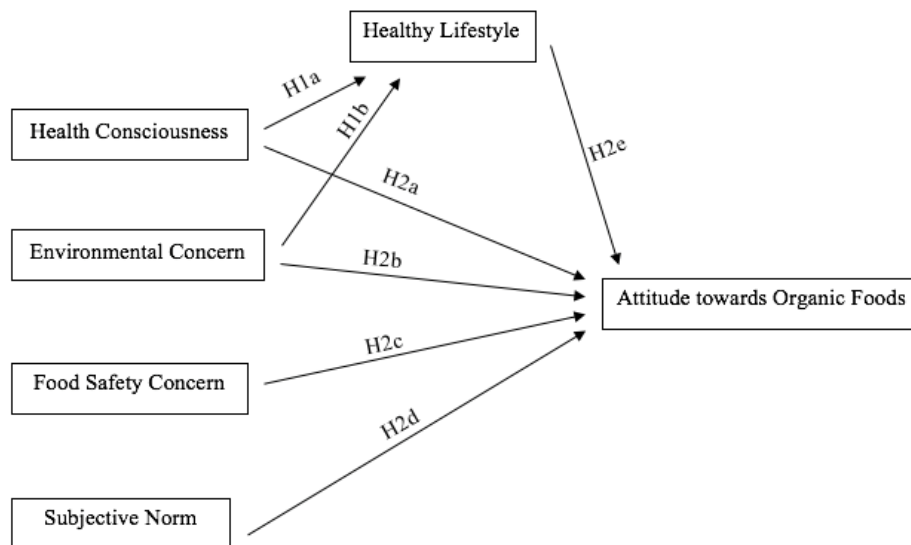 Healthy Lifestyle
H1a
Health Consciousness
H1b
H2e
H2a
Environmental Concern
H2b
Attitude towards Organic Foods
H2c
Food Safety Concern
H2d
Subjective Norm